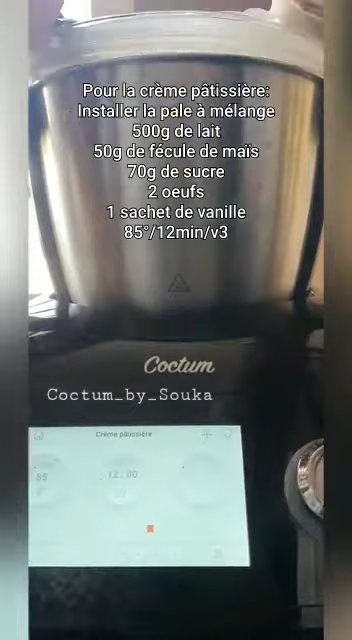 Pour la crème pâtissière:
Installer la pale à mélange
500g de lait
50g de fécule de maïs
70g de sucre
2 oeufs
1 sachet de vanille
85°/12min/v3
Coctum
Coctum_by_Souka
Crème pâtissière
85
12:00